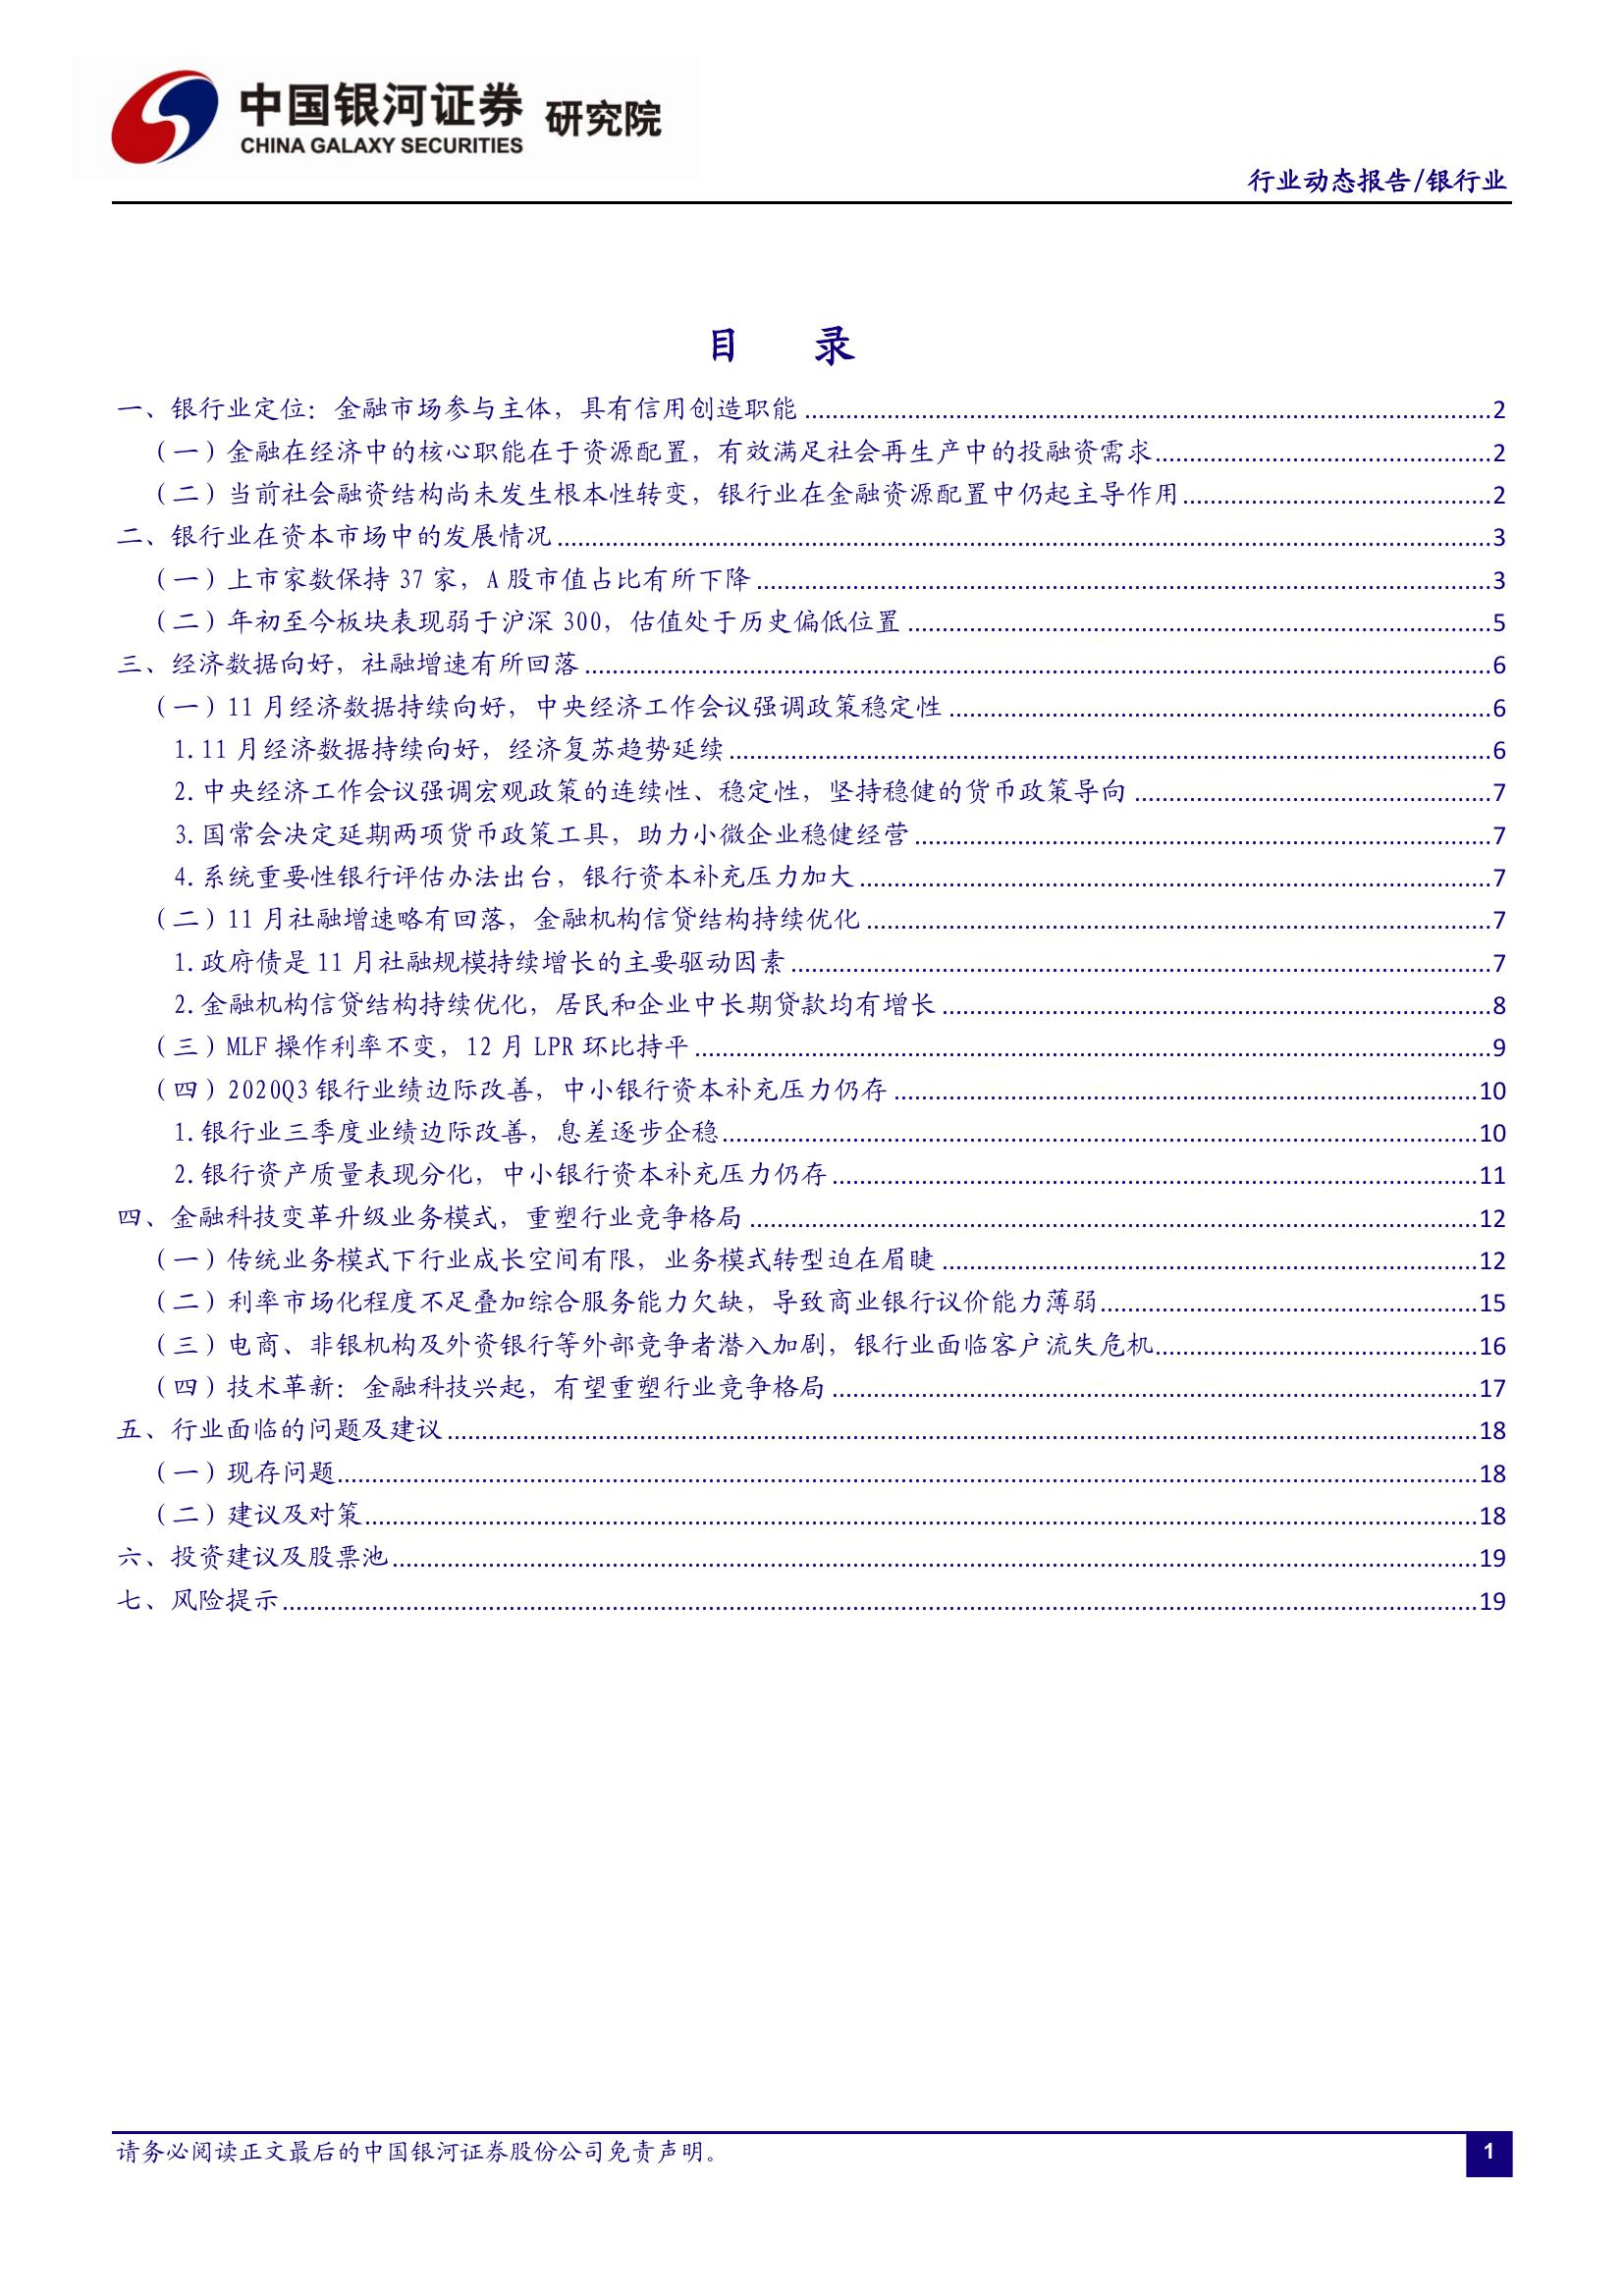 中国银河证券 研究院
CHINA GALAXY SECURITIES
行业动态报告/银行业
目 录
一、银行业定位：金融市场参与主体，具有信用创造职能 2
（一）金融在经济中的核心职能在于资源配置，有效满足社会再生产中的投融资需求 2
（二）当前社会融资结构尚未发生根本性转变，银行业在金融资源配置中仍起主导作用 2
二、银行业在资本市场中的发展情况 3
（一）上市家数保持 37 家，A 股市值占比有所下降 3
（二）年初至今板块表现弱于沪深 300，估值处于历史偏低位置 5
三、经济数据向好，社融增速有所回落 6
（一）11 月经济数据持续向好，中央经济工作会议强调政策稳定性 6
1.11 月经济数据持续向好，经济复苏趋势延续 6
2.中央经济工作会议强调宏观政策的连续性、稳定性，坚持稳健的货币政策导向 7
3.国常会决定延期两项货币政策工具，助力小微企业稳健经营 7
4.系统重要性银行评估办法出台，银行资本补充压力加大 7
（二）11 月社融增速略有回落，金融机构信贷结构持续优化 7
1.政府债是 11 月社融规模持续增长的主要驱动因素 7
2.金融机构信贷结构持续优化，居民和企业中长期贷款均有增长 8
（三）MLF 操作利率不变，12 月 LPR 环比持平 9
（四）2020Q3 银行业绩边际改善，中小银行资本补充压力仍存 10
1.银行业三季度业绩边际改善，息差逐步企稳 10
2.银行资产质量表现分化，中小银行资本补充压力仍存 11
四、金融科技变革升级业务模式，重塑行业竞争格局 12
（一）传统业务模式下行业成长空间有限，业务模式转型迫在眉睫 12
（二）利率市场化程度不足叠加综合服务能力欠缺，导致商业银行议价能力薄弱 15
（三）电商、非银机构及外资银行等外部竞争者潜入加剧，银行业面临客户流失危机 16
（四）技术革新：金融科技兴起，有望重塑行业竞争格局 17
五、行业面临的问题及建议 18
（一）现存问题 18
（二）建议及对策 18
六、投资建议及股票池 19
七、风险提示 19
请务必阅读正文最后的中国银河证券股份公司免责声明。
1